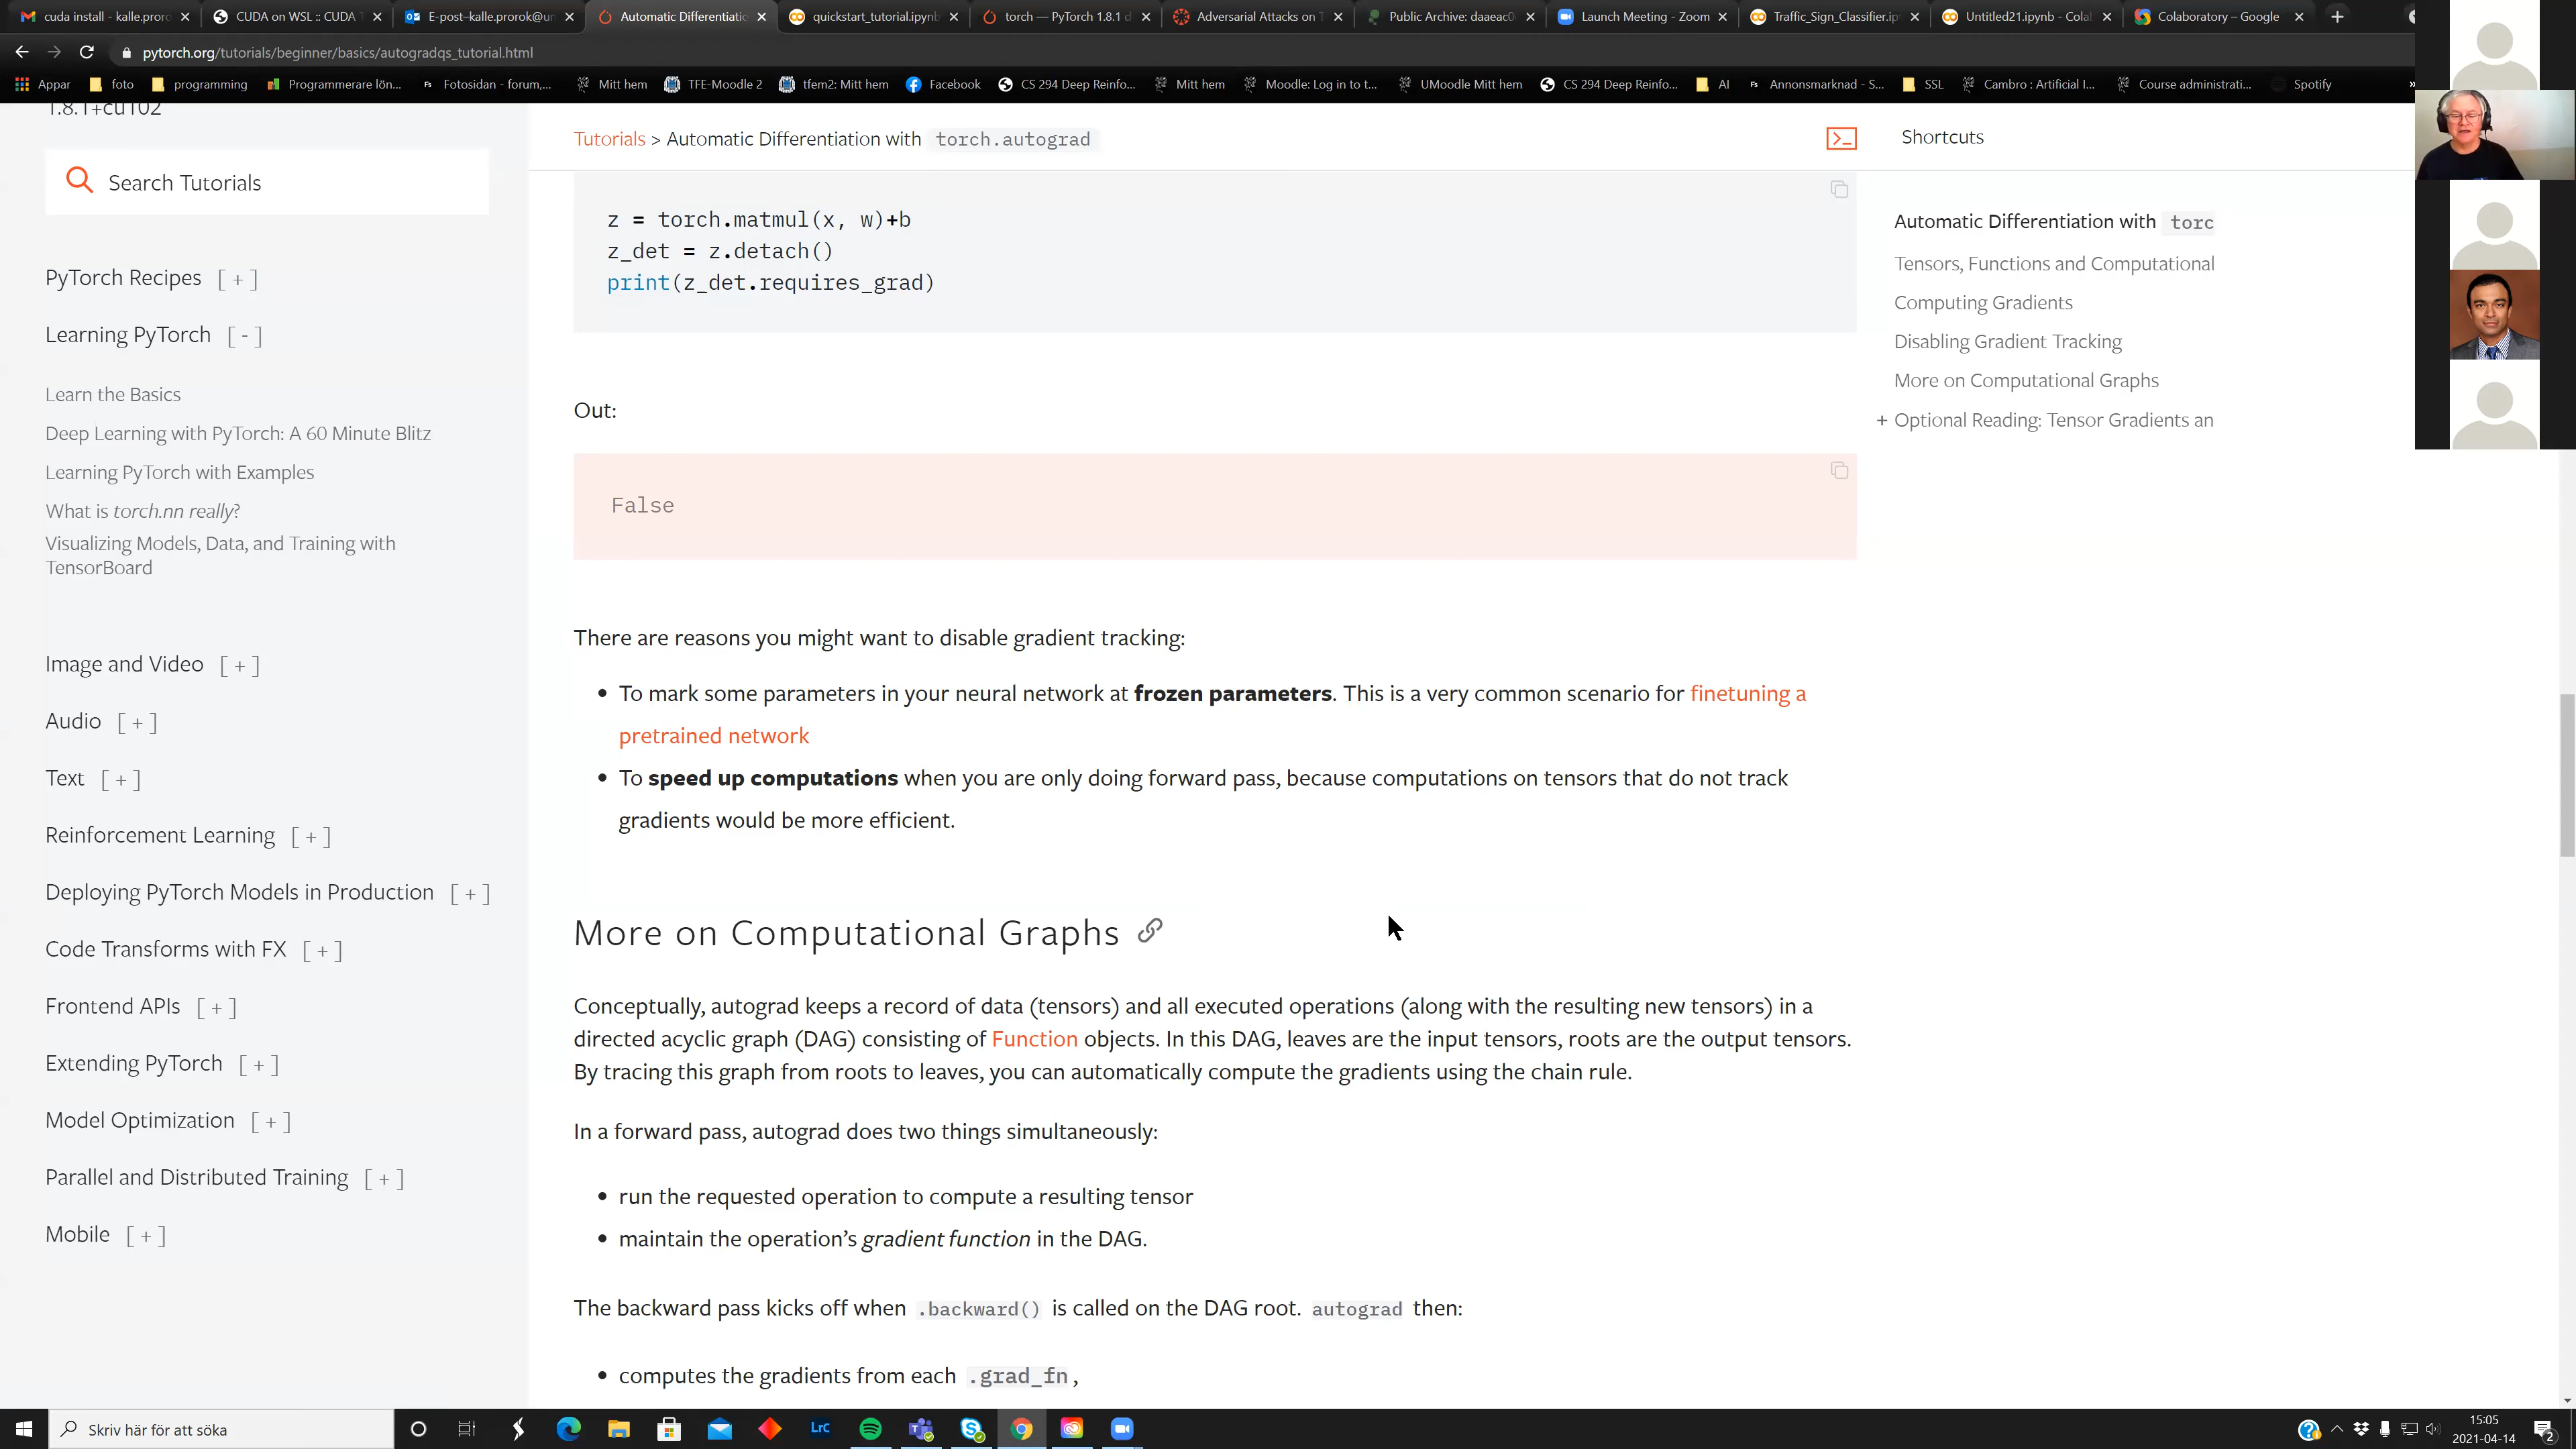 cuda install - kalle.proro
CUDA on WSL :: CUDA
E-post–kalle.prorok@un
Automatic Differentiatio
quickstart_tutorial.ipynb
torch — PyTorch 1.8.1 d
Adversarial Attacks on T
Public Archive: daaeac0
Launch Meeting - Zoom
Traffic_Sign_Classifier.ip
Untitled21.ipynb - Colab
Colaboratory – Google
pytorch.org/tutorials/beginner/basics/autogradqs_tutorial.html
Appar
foto
programming
Programmerare lön...
Fotosidan - forum,...
Mitt hem
TFE-Moodle 2
tfem2: Mitt hem
Facebook
CS 294 Deep Reinfo...
Mitt hem
Moodle: Log in to t...
UMoodle Mitt hem
CS 294 Deep Reinfo...
AI
Annonsmarknad - S...
SSL
Cambro : Artificial I...
Course administrati...
Spotify
»
1.8.1+cu102
Search Tutorials
PyTorch Recipes [ + ]
Learning PyTorch [ - ]
Learn the Basics
Deep Learning with PyTorch: A 60 Minute Blitz
Learning PyTorch with Examples
What is torch.nn really?
Visualizing Models, Data, and Training with
TensorBoard
Image and Video [ + ]
Audio [ + ]
Text [ + ]
Reinforcement Learning [ + ]
Deploying PyTorch Models in Production [ + ]
Code Transforms with FX [ + ]
Frontend APIs [ + ]
Extending PyTorch [ + ]
Model Optimization [ + ]
Parallel and Distributed Training [ + ]
Mobile [ + ]
Tutorials > Automatic Differentiation with torch.autograd
z = torch.matmul(x, w)+b
z_det = z.detach()
print(z_det.requires_grad)
Out:
False
There are reasons you might want to disable gradient tracking:
• To mark some parameters in your neural network at frozen parameters. This is a very common scenario for finetuning a
pretrained network
• To speed up computations when you are only doing forward pass, because computations on tensors that do not track
gradients would be more efficient.
More on Computational Graphs
Conceptually, autograd keeps a record of data (tensors) and all executed operations (along with the resulting new tensors) in a
directed acyclic graph (DAG) consisting of Function objects. In this DAG, leaves are the input tensors, roots are the output tensors.
By tracing this graph from roots to leaves, you can automatically compute the gradients using the chain rule.
In a forward pass, autograd does two things simultaneously:
• run the requested operation to compute a resulting tensor
• maintain the operation’s gradient function in the DAG.
The backward pass kicks off when .backward() is called on the DAG root. autograd then:
• computes the gradients from each .grad_fn,
Shortcuts
Automatic Differentiation with torc
Tensors, Functions and Computational
Computing Gradients
Disabling Gradient Tracking
More on Computational Graphs
+ Optional Reading: Tensor Gradients an
Skriv här för att söka
LrC
15:05
2021-04-14
2